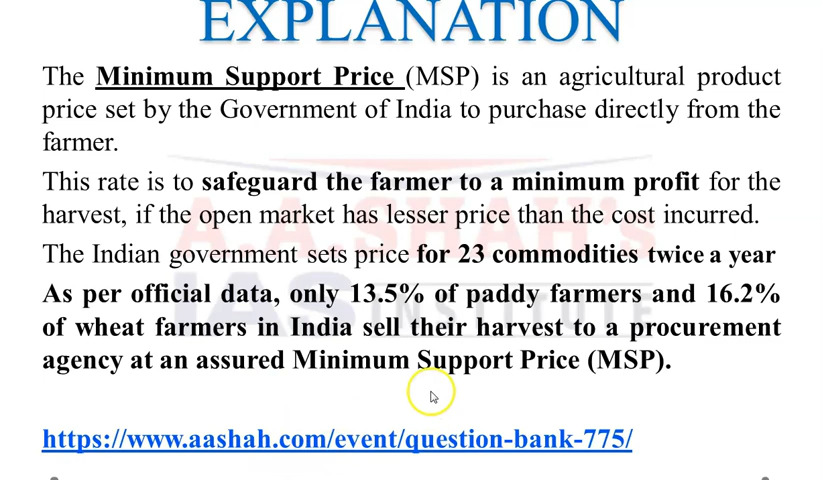 EXPLANATION
The Minimum Support Price (MSP) is an agricultural product
price set by the Government of India to purchase directly from the
farmer.
This rate is to safeguard the farmer to a minimum profit for the
harvest, if the open market has lesser price than the cost incurred.
The Indian government sets price for 23 commodities twice a year
As per official data, only 13.5% of paddy farmers and 16.2%
of wheat farmers in India sell their harvest to a procurement
agency at an assured Minimum Support Price (MSP).
https://www.aashah.com/event/question-bank-775/
A.A.SHAH's
IAS INSTITUTE